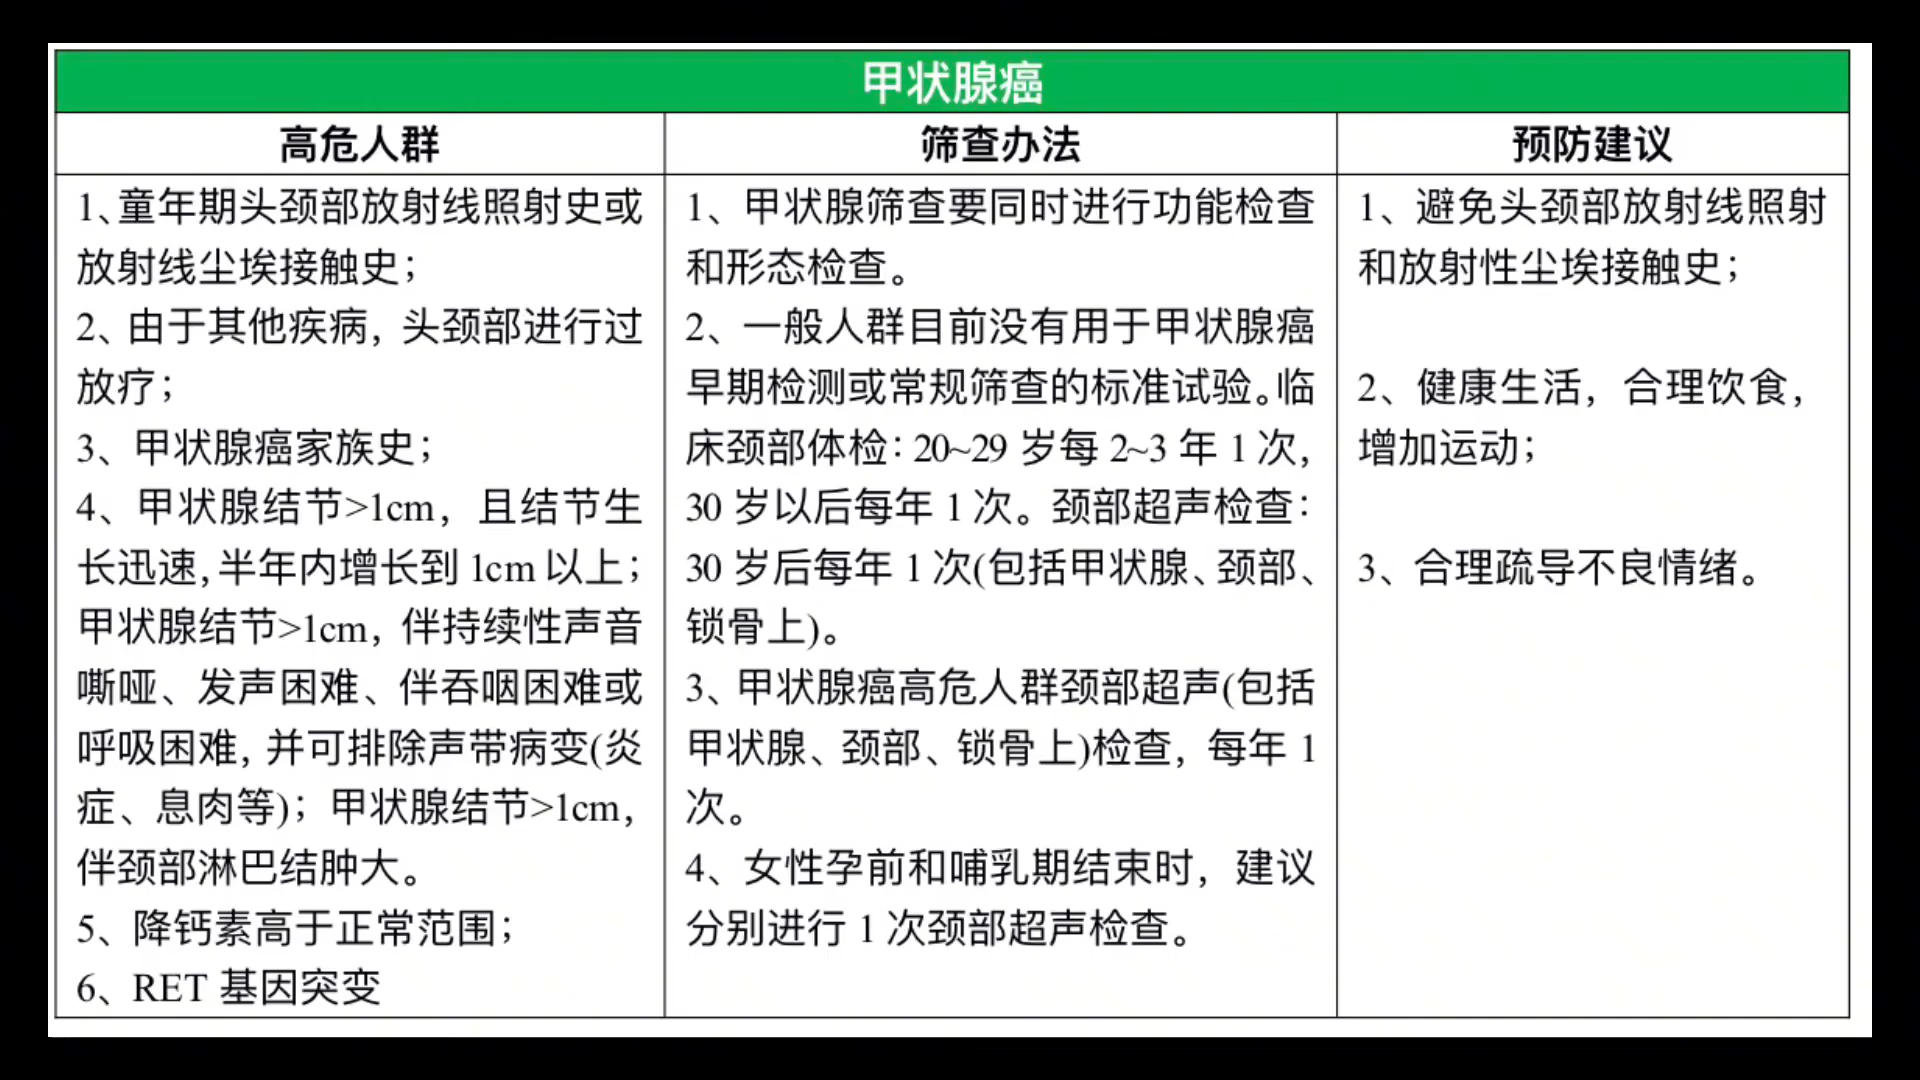 甲状腺癌
高危人群
筛查办法
预防建议
1、童年期头颈部放射线照射史或
放射线尘埃接触史；
2、由于其他疾病，头颈部进行过
放疗；
3、甲状腺癌家族史；
4、甲状腺结节>1cm，且结节生
长迅速，半年内增长到 1cm 以上；
甲状腺结节>1cm，伴持续性声音
嘶哑、发声困难、伴吞咽困难或
呼吸困难，并可排除声带病变(炎
症、息肉等)；甲状腺结节>1cm，
伴颈部淋巴结肿大。
5、降钙素高于正常范围；
6、RET 基因突变
1、甲状腺筛查要同时进行功能检查
和形态检查。
2、一般人群目前没有用于甲状腺癌
早期检测或常规筛查的标准试验。临
床颈部体检：20~29 岁每 2~3 年 1 次，
30 岁以后每年 1 次。颈部超声检查：
30 岁后每年 1 次(包括甲状腺、颈部、
锁骨上)。
3、甲状腺癌高危人群颈部超声(包括
甲状腺、颈部、锁骨上)检查，每年 1
次。
4、女性孕前和哺乳期结束时，建议
分别进行 1 次颈部超声检查。
1、避免头颈部放射线照射
和放射性尘埃接触史；
2、健康生活，合理饮食，
增加运动；
3、合理疏导不良情绪。